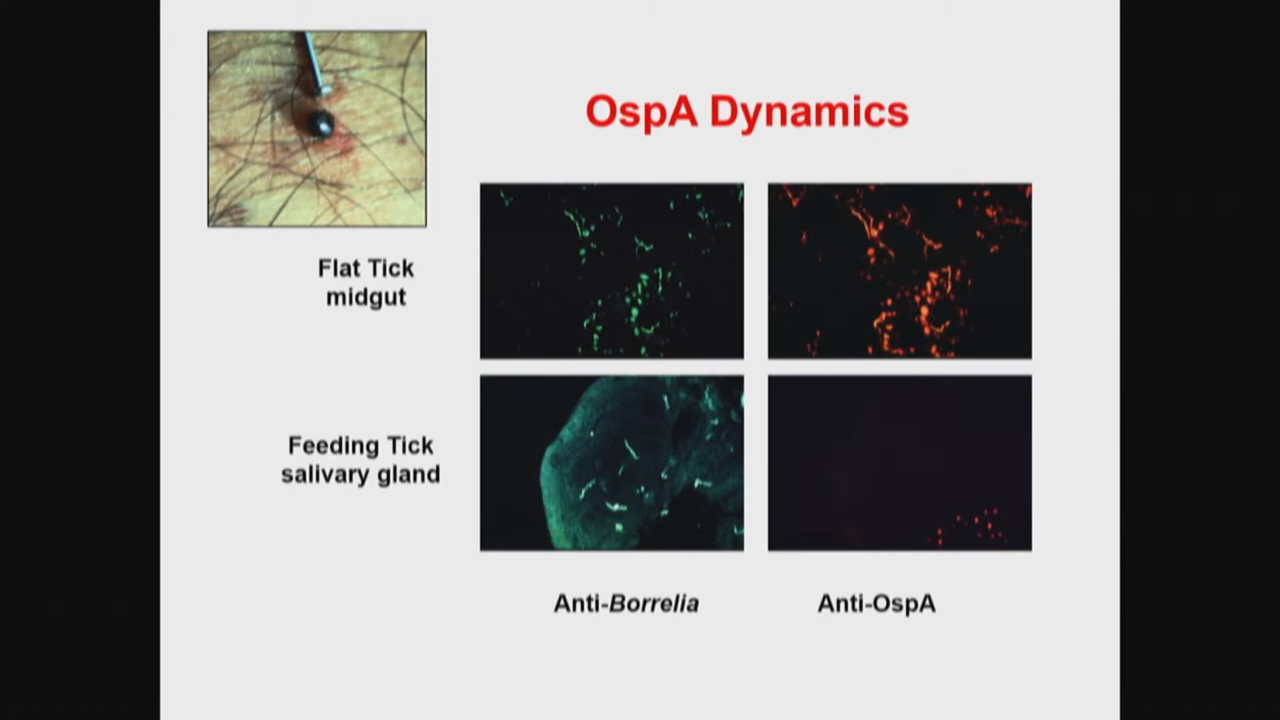 OspA Dynamics
Flat Tick
midgut
Feeding Tick
salivary gland
Anti-Borrelia
Anti-OspA